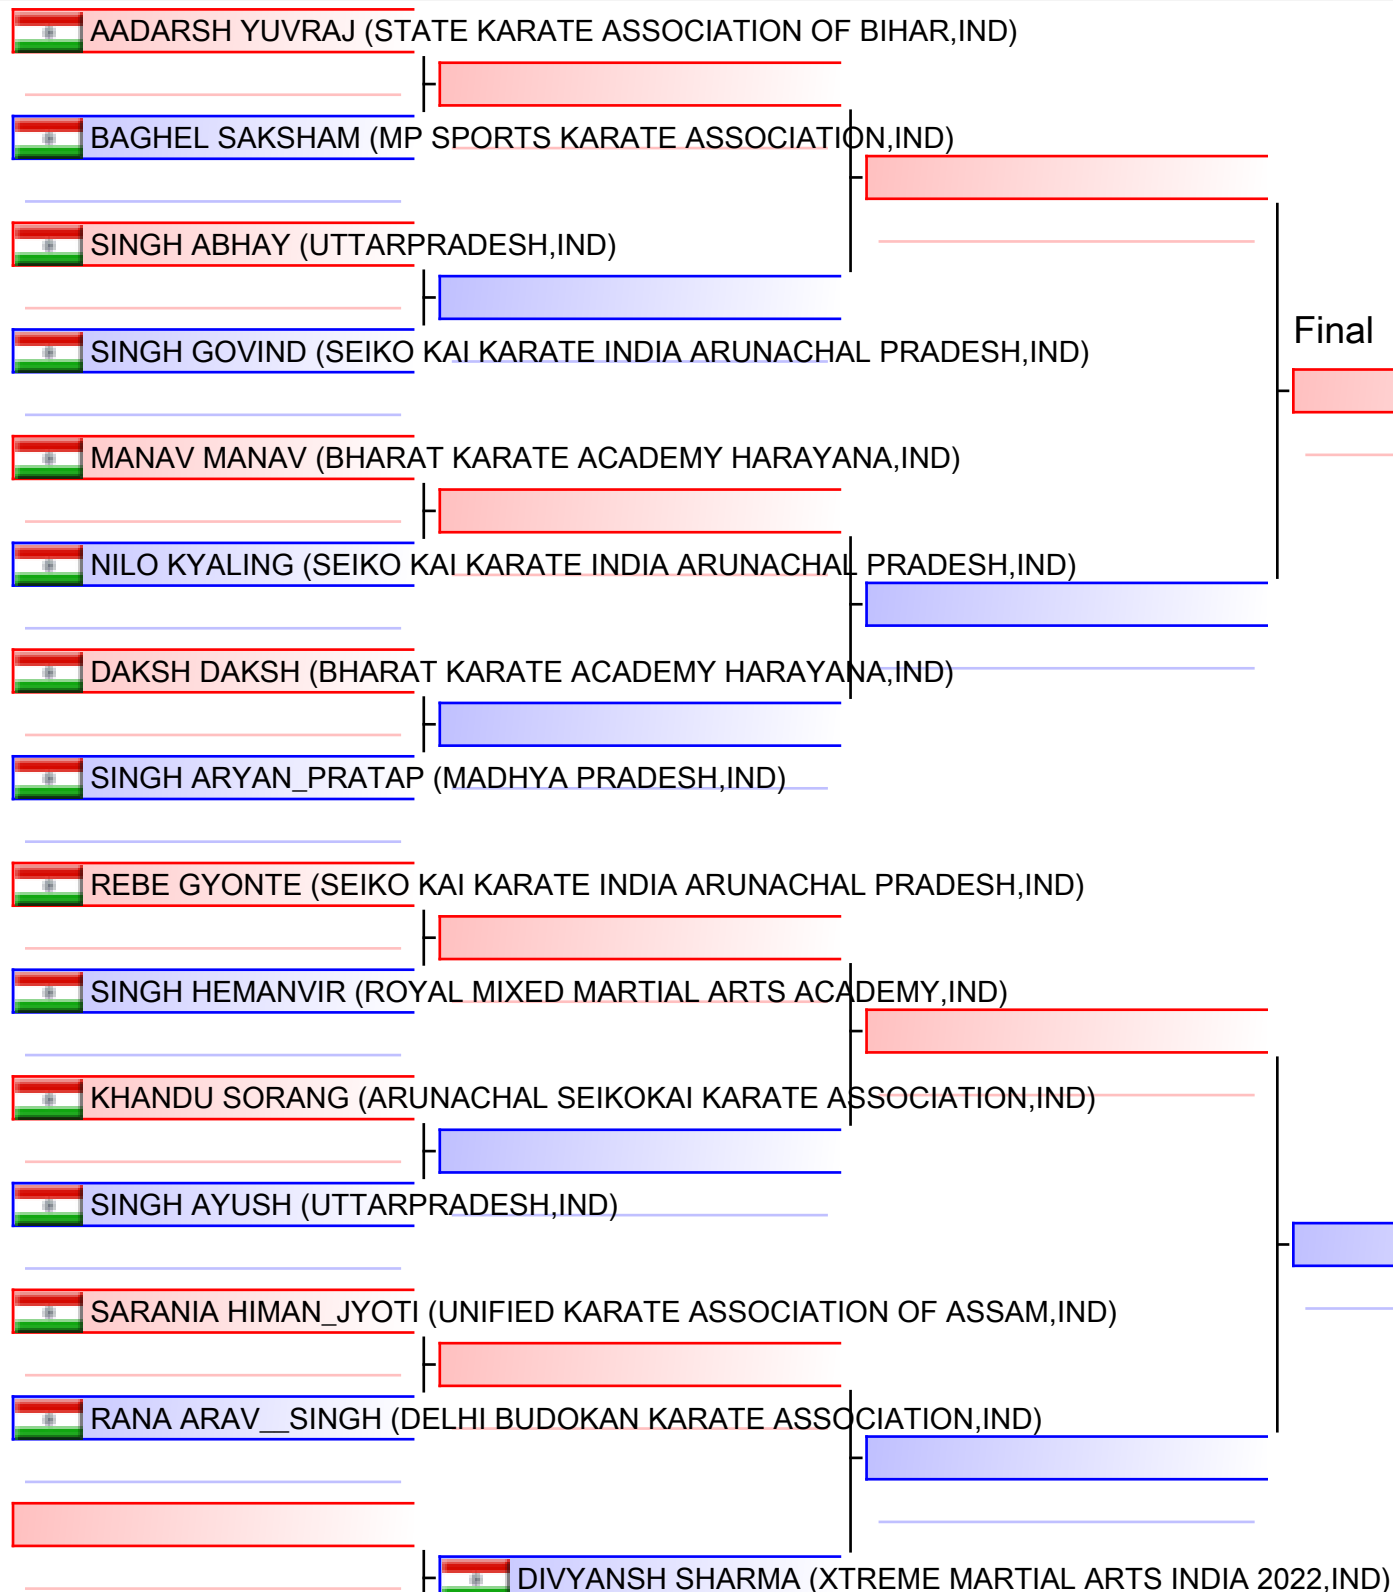 AADARSH YUVRAJ (STATE KARATE ASSOCIATION OF BIHAR,IND)
BAGHEL SAKSHAM (MP SPORTS KARATE ASSOCIATION,IND)
SINGH ABHAY (UTTARPRADESH,IND)
Final
SINGH GOVIND (SEIKO KAI KARATE INDIA ARUNACHAL PRADESH,IND)
MANAV MANAV (BHARAT KARATE ACADEMY HARAYANA,IND)
NILO KYALING (SEIKO KAI KARATE INDIA ARUNACHAL PRADESH,IND)
DAKSH DAKSH (BHARAT KARATE ACADEMY HARAYANA,IND)
SINGH ARYAN_PRATAP (MADHYA PRADESH,IND)
REBE GYONTE (SEIKO KAI KARATE INDIA ARUNACHAL PRADESH,IND)
SINGH HEMANVIR (ROYAL MIXED MARTIAL ARTS ACADEMY,IND)
KHANDU SORANG (ARUNACHAL SEIKOKAI KARATE ASSOCIATION,IND)
SINGH AYUSH (UTTARPRADESH,IND)
SARANIA HIMAN_JYOTI (UNIFIED KARATE ASSOCIATION OF ASSAM,IND)
RANA ARAV__SINGH (DELHI BUDOKAN KARATE ASSOCIATION,IND)
DIVYANSH SHARMA (XTREME MARTIAL ARTS INDIA 2022,IND)